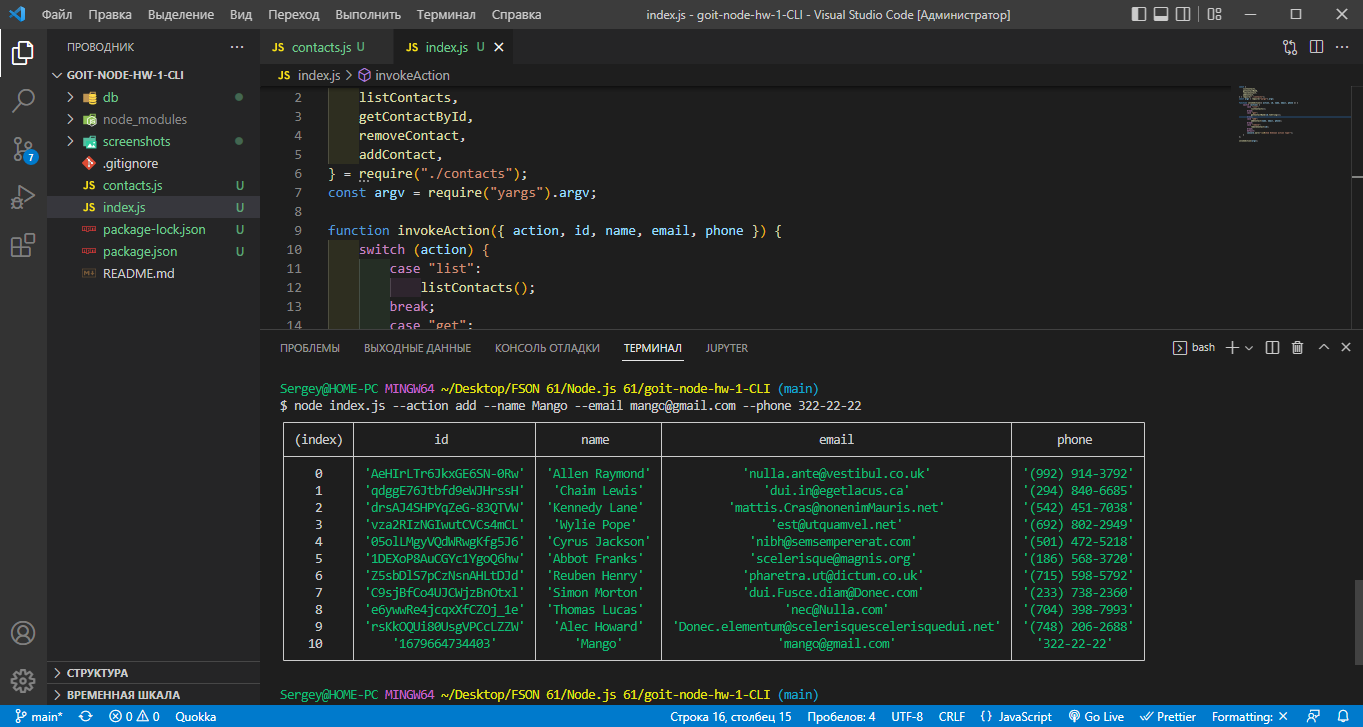 Файл Правка Выделение Вид Переход Выполнить Терминал Справка index.js - goit-node-hw-1-CLI - Visual Studio Code [Администратор]
ПРОВОДНИК ···
GOIT-NODE-HW-1-CLI
db
node_modules
screenshots
.gitignore
JS contacts.js U
JS index.js U
package-lock.json U
package.json U
README.md
7
СТРУКТУРА
ВРЕМЕННАЯ ШКАЛА
JS contacts.js U JS index.js U
JS index.js > invokeAction
2 listContacts,
3 getContactById,
4 removeContact,
5 addContact,
6 } = require("./contacts");
7 const argv = require("yargs").argv;
8
9 function invokeAction({ action, id, name, email, phone }) {
10 switch (action) {
11 case "list":
12 listContacts();
13 break;
14 case "get":
ПРОБЛЕМЫ ВЫХОДНЫЕ ДАННЫЕ КОНСОЛЬ ОТЛАДКИ ТЕРМИНАЛ JUPYTER bash
Sergey@HOME-PC MINGW64 ~/Desktop/FSON 61/Node.js 61/goit-node-hw-1-CLI (main)
$ node index.js --action add --name Mango --email mango@gmail.com --phone 322-22-22
(index) id name email phone
0 'AeHIrLTr6JkxGE6SN-0Rw' 'Allen Raymond' 'nulla.ante@vestibul.co.uk' '(992) 914-3792'
1 'qdggE76Jtbfd9eWJHrssH' 'Chaim Lewis' 'dui.in@egetlacus.ca' '(294) 840-6685'
2 'drsAJ4SHPYqZeG-83QTVW' 'Kennedy Lane' 'mattis.Cras@nonenimMauris.net' '(542) 451-7038'
3 'vza2RIzNGIwutCVCs4mCL' 'Wylie Pope' 'est@utquamvel.net' '(692) 802-2949'
4 '05olLMgyVQdWRwgKfg5J6' 'Cyrus Jackson' 'nibh@semsempererat.com' '(501) 472-5218'
5 '1DEXoP8AuCGYc1YgoQ6hw' 'Abbot Franks' 'scelerisque@magnis.org' '(186) 568-3720'
6 'Z5sbDlS7pCzNsnAHLtDJd' 'Reuben Henry' 'pharetra.ut@dictum.co.uk' '(715) 598-5792'
7 'C9sjBfCo4UJCWjzBnOtxl' 'Simon Morton' 'dui.Fusce.diam@Donec.com' '(233) 738-2360'
8 'e6ywwRe4jcqxXfCZOj_1e' 'Thomas Lucas' 'nec@Nulla.com' '(704) 398-7993'
9 'rsKkOQUi80UsgVPCcLZZW' 'Alec Howard' 'Donec.elementum@scelerisquescelerisquedui.net' '(748) 206-2688'
10 '1679664734403' 'Mango' 'mango@gmail.com' '322-22-22'
Sergey@HOME-PC MINGW64 ~/Desktop/FSON 61/Node.js 61/goit-node-hw-1-CLI (main)
main* 0 0 Quokka Строка 16, столбец 15 Пробелов: 4 UTF-8 CRLF {} JavaScript Go Live Prettier Formatting: ✕